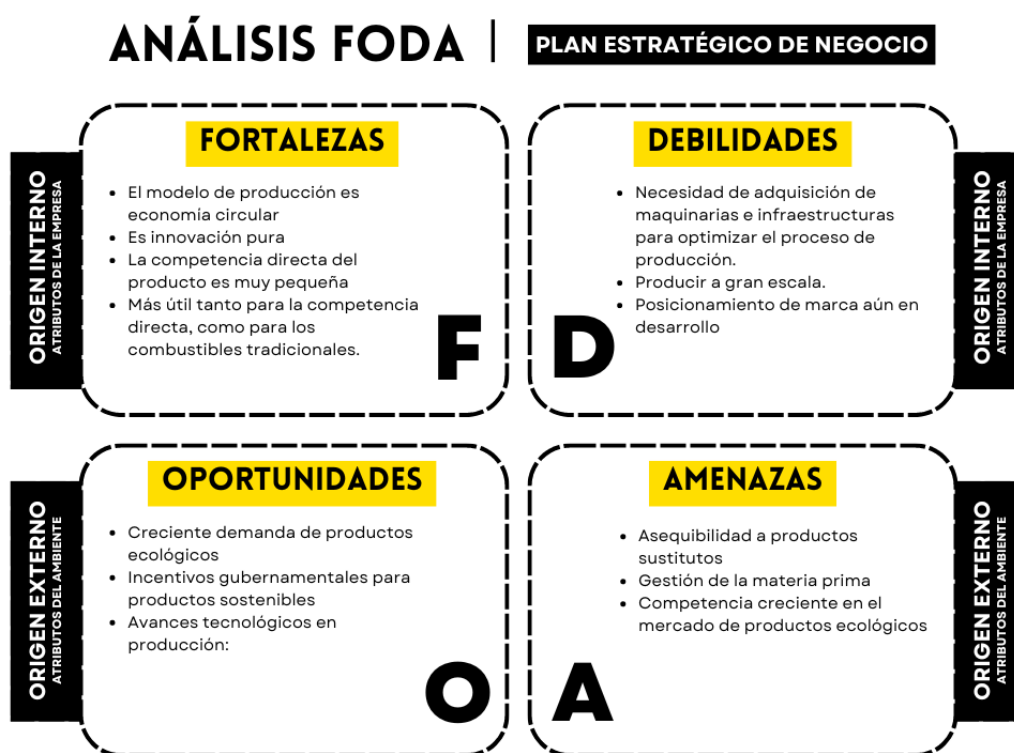 ANÁLISIS FODA
PLAN ESTRATÉGICO DE NEGOCIO
ORIGEN INTERNO
ATRIBUTOS DE LA EMPRESA
FORTALEZAS
• El modelo de producción es
economía circular
• Es innovación pura
• La competencia directa del
producto es muy pequeña
• Más útil tanto para la competencia
directa, como para los
combustibles tradicionales.
F
DEBILIDADES
• Necesidad de adquisición de
maquinarias e infraestructuras
para optimizar el proceso de
producción.
• Producir a gran escala.
• Posicionamiento de marca aún en
desarrollo
D
ORIGEN INTERNO
ATRIBUTOS DE LA EMPRESA
ORIGEN EXTERNO
ATRIBUTOS DEL AMBIENTE
OPORTUNIDADES
• Creciente demanda de productos
ecológicos
• Incentivos gubernamentales para
productos sostenibles
• Avances tecnológicos en
producción:
O
AMENAZAS
• Asequibilidad a productos
sustitutos
• Gestión de la materia prima
• Competencia creciente en el
mercado de productos ecológicos
A
ORIGEN EXTERNO
ATRIBUTOS DEL AMBIENTE